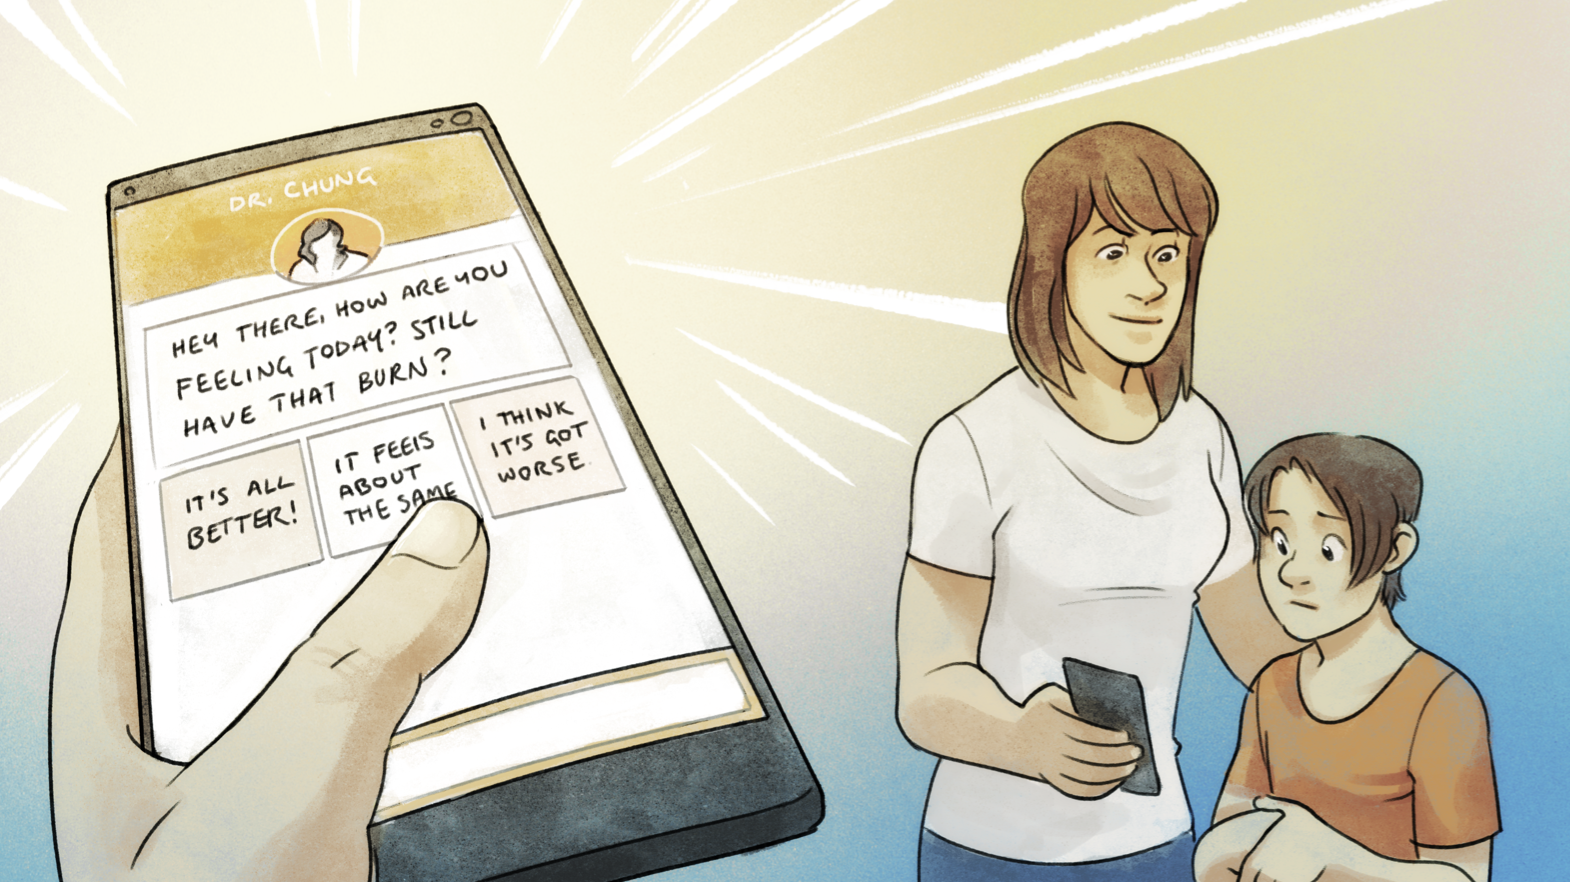 DR. CHUNG
HEY THERE, HOW ARE YOU
FEELING TODAY? STILL
HAVE THAT BURN?
IT'S ALL
BETTER!
IT FEELS
ABOUT
THE SAME
I THINK
IT'S GOT
WORSE.